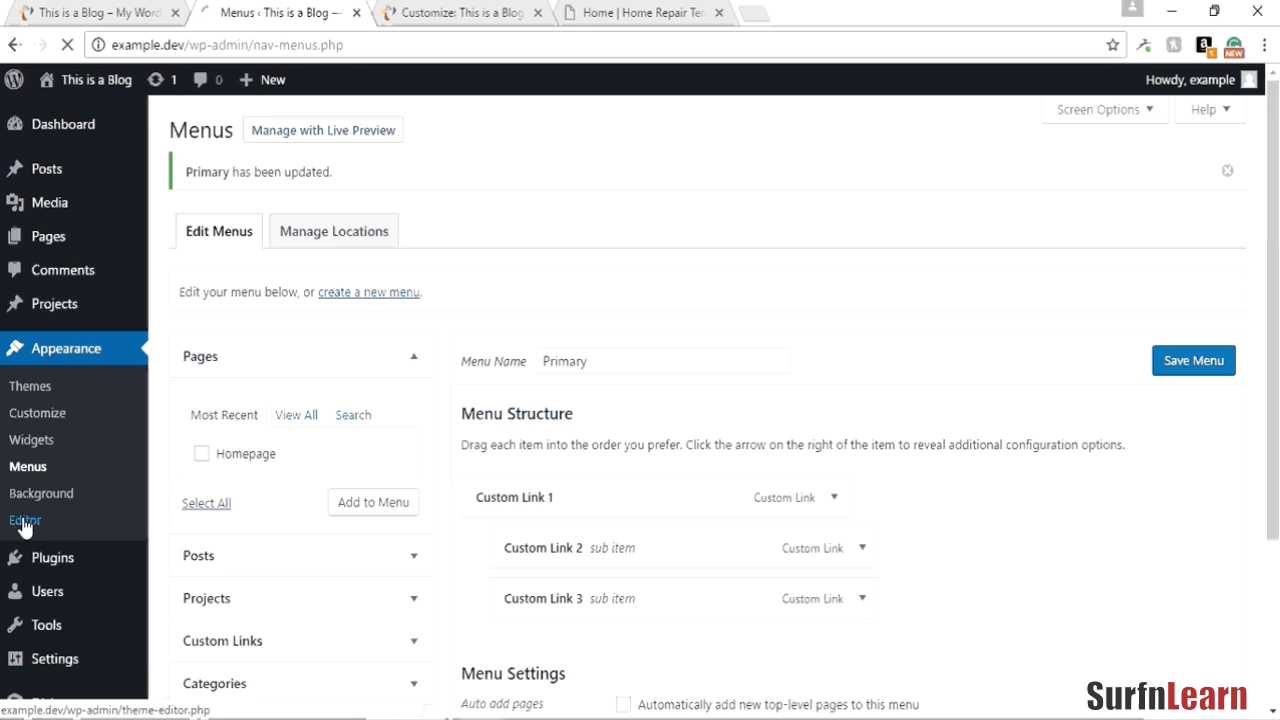 This is a Blog – My Word
Menus ‹ This is a Blog —
Customize: This is a Blog
Home | Home Repair Ter
example.dev/wp-admin/nav-menus.php
NEW
This is a Blog
1
0
New
Howdy, example
Dashboard
Posts
Media
Pages
Comments
Projects
Appearance
Themes
Customize
Widgets
Menus
Background
Editor
Plugins
Users
Tools
Settings
example.dev/wp-admin/theme-editor.php
Menus
Manage with Live Preview
Screen Options
Help
Primary has been updated.
Edit Menus
Manage Locations
Edit your menu below, or create a new menu.
Pages
Most Recent
View All
Search
Homepage
Select All
Add to Menu
Posts
Projects
Custom Links
Categories
Menu Name
Primary
Save Menu
Menu Structure
Drag each item into the order you prefer. Click the arrow on the right of the item to reveal additional configuration options.
Custom Link 1
Custom Link
Custom Link 2 sub item
Custom Link
Custom Link 3 sub item
Custom Link
Menu Settings
Auto add pages
Automatically add new top-level pages to this menu
SurfnLearn